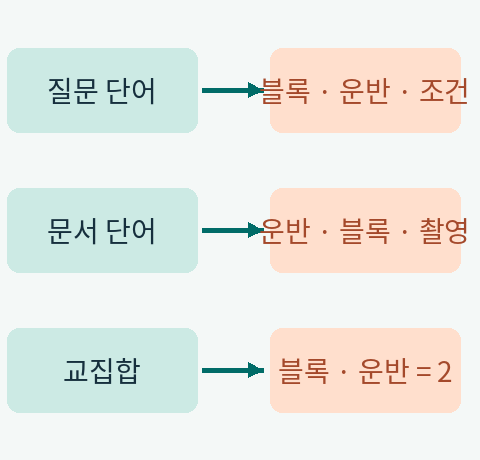 질문 단어
블록 · 운반 · 조건
문서 단어
운반 · 블록 · 촬영
교집합
블록 · 운반 = 2